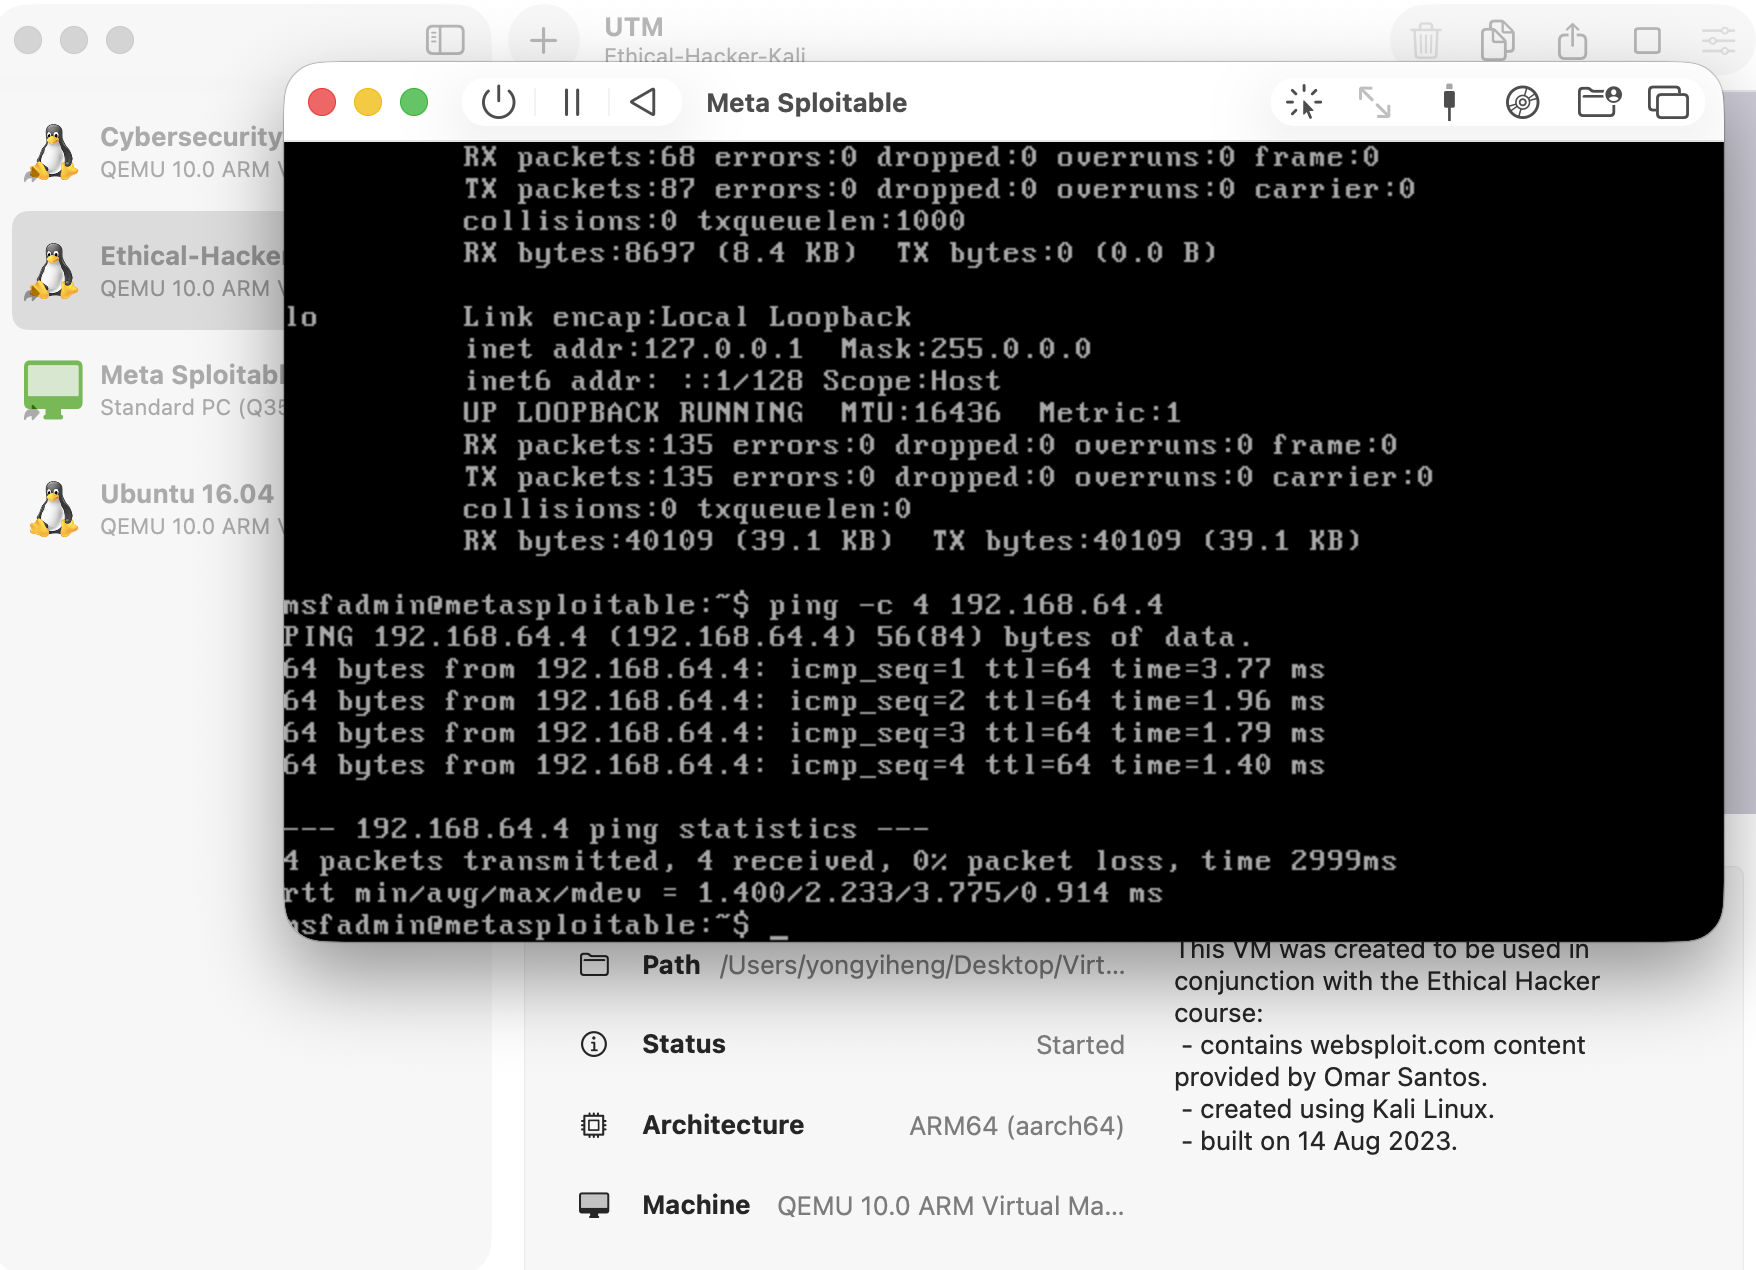 UTM
Ethical-Hacker-Kali
Meta Sploitable
Cybersecurity
QEMU 10.0 ARM V
Ethical-Hacker
QEMU 10.0 ARM V
Meta Sploitabl
Standard PC (Q35
Ubuntu 16.04
QEMU 10.0 ARM V
RX packets:68 errors:0 dropped:0 overruns:0 frame:0
TX packets:87 errors:0 dropped:0 overruns:0 carrier:0
collisions:0 txqueuelen:1000
RX bytes:8697 (8.4 KB)  TX bytes:0 (0.0 B)
lo        Link encap:Local Loopback
inet addr:127.0.0.1  Mask:255.0.0.0
inet6 addr: ::1/128 Scope:Host
UP LOOPBACK RUNNING  MTU:16436  Metric:1
RX packets:135 errors:0 dropped:0 overruns:0 frame:0
TX packets:135 errors:0 dropped:0 overruns:0 carrier:0
collisions:0 txqueuelen:0
RX bytes:40109 (39.1 KB)  TX bytes:40109 (39.1 KB)
msfadmin@metasploitable:~$ ping -c 4 192.168.64.4
PING 192.168.64.4 (192.168.64.4) 56(84) bytes of data.
64 bytes from 192.168.64.4: icmp_seq=1 ttl=64 time=3.77 ms
64 bytes from 192.168.64.4: icmp_seq=2 ttl=64 time=1.96 ms
64 bytes from 192.168.64.4: icmp_seq=3 ttl=64 time=1.79 ms
64 bytes from 192.168.64.4: icmp_seq=4 ttl=64 time=1.40 ms
--- 192.168.64.4 ping statistics ---
4 packets transmitted, 4 received, 0% packet loss, time 2999ms
rtt min/avg/max/mdev = 1.400/2.233/3.775/0.914 ms
msfadmin@metasploitable:~$ _
Path /Users/yongyiheng/Desktop/Virt...
Status Started
Architecture ARM64 (aarch64)
Machine QEMU 10.0 ARM Virtual Ma...
This VM was created to be used in
conjunction with the Ethical Hacker
course:
- contains websploit.com content
provided by Omar Santos.
- created using Kali Linux.
- built on 14 Aug 2023.